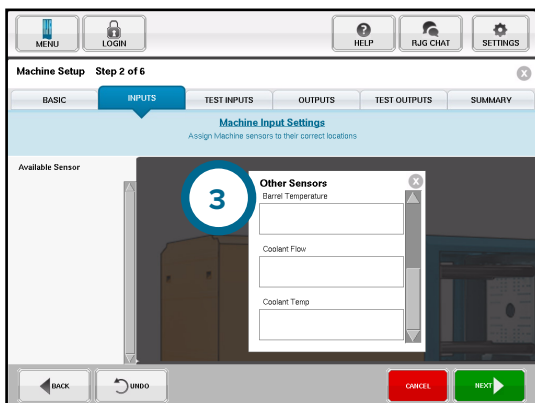 MENU
LOGIN
HELP
RJG CHAT
SETTINGS
Machine Setup Step 2 of 6
BASIC
INPUTS
TEST INPUTS
OUTPUTS
TEST OUTPUTS
SUMMARY
Machine Input Settings
Assign Machine sensors to their correct locations
Available Sensor
3
Other Sensors
Barrel Temperature
Coolant Flow
Coolant Temp
BACK
UNDO
CANCEL
NEXT